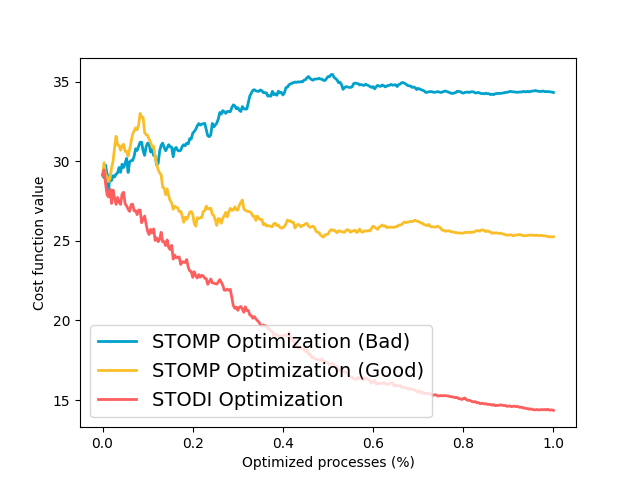 35
30
25
20
15
Cost function value
STOMP Optimization (Bad)
STOMP Optimization (Good)
STODI Optimization
0.0 0.2 0.4 0.6 0.8 1.0
Optimized processes (%)